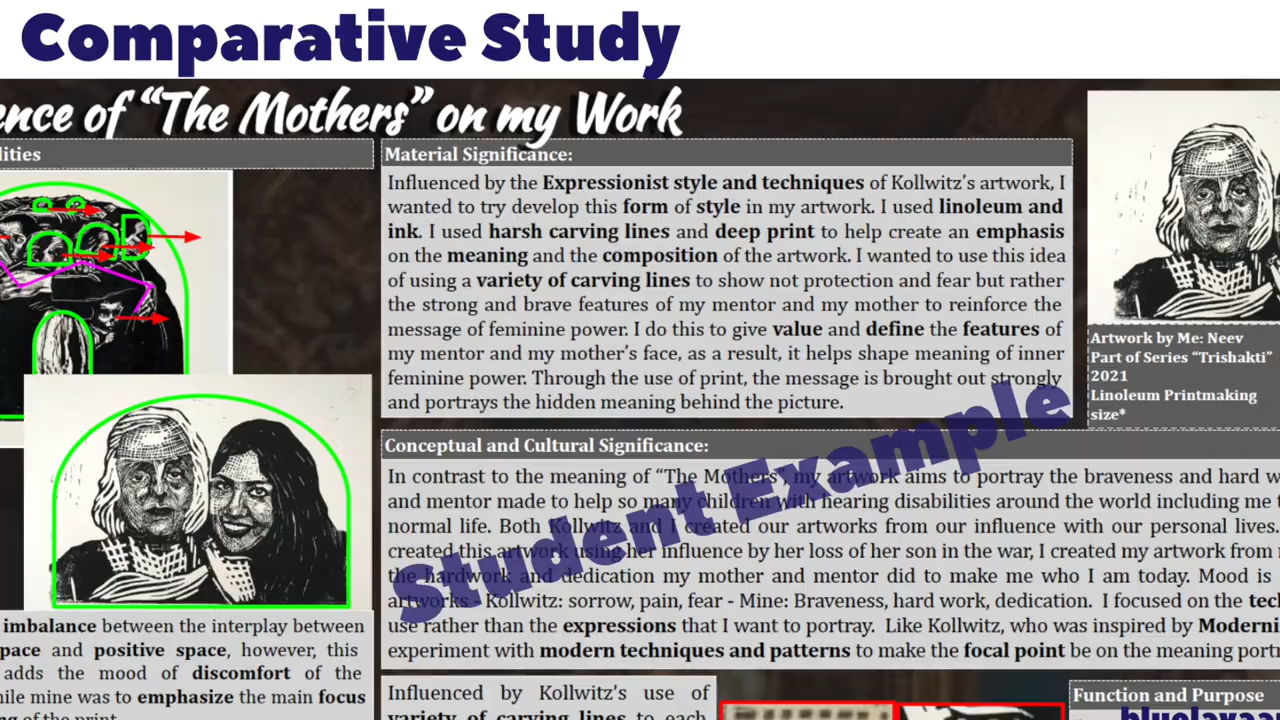 Comparative Study
ence of “The Mothers” on my Work
lities
Material Significance:
Influenced by the Expressionist style and techniques of Kollwitz’s artwork, I
wanted to try develop this form of style in my artwork. I used linoleum and
ink. I used harsh carving lines and deep print to help create an emphasis
on the meaning and the composition of the artwork. I wanted to use this idea
of using a variety of carving lines to show not protection and fear but rather
the strong and brave features of my mentor and my mother to reinforce the
message of feminine power. I do this to give value and define the features of
my mentor and my mother’s face, as a result, it helps shape meaning of inner
feminine power. Through the use of print, the message is brought out strongly
and portrays the hidden meaning behind the picture.
Artwork by Me: Neev
Part of Series “Trishakti”
2021
Linoleum Printmaking
size*
Conceptual and Cultural Significance:
In contrast to the meaning of “The Mothers”, my artwork aims to portray the braveness and hard w
and mentor made to help so many children with hearing disabilities around the world including me
normal life. Both Kollwitz and I created our artworks from our influence with our personal lives.
created this artwork using her influence by her loss of her son in the war, I created my artwork from
the hardwork and dedication my mother and mentor did to make me who I am today. Mood is
artworks - Kollwitz: sorrow, pain, fear - Mine: Braveness, hard work, dedication. I focused on the tec
use rather than the expressions that I want to portray. Like Kollwitz, who was inspired by Moderni
experiment with modern techniques and patterns to make the focal point be on the meaning portr
Student Example
imbalance between the interplay between
pace and positive space, however, this
adds the mood of discomfort of the
ile mine was to emphasize the main focus
of the print
Influenced by Kollwitz’s use of
variety of carving lines to each
Function and Purpose